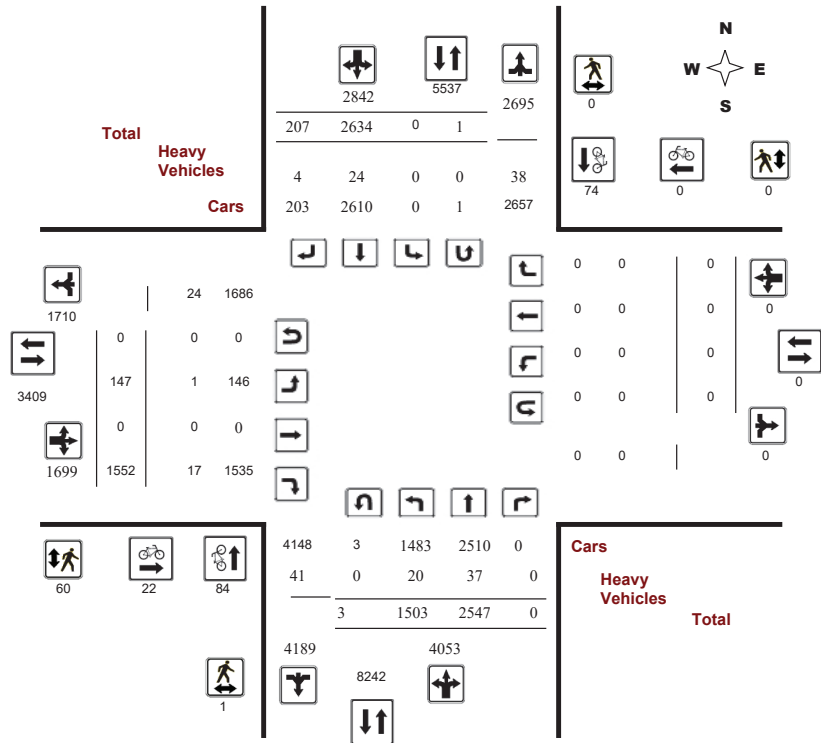 N
W E
S
2842 5537 2695 0
207 2634 0 1
Total
Heavy
Vehicles
4 24 0 0 38
Cars 203 2610 0 1 2657
74 0 0
0 0 0
24 1686
1710
0 0 0 0
0 0 0
3409
147 1 146
0 0 0 0
0 0 0
0 0 0
1699 1552 17 1535
0 0 0
4148 3 1483 2510 0 Cars
41 0 20 37 0 Heavy
Vehicles
60 22 84
3 1503 2547 0 Total
4189 4053
8242
1